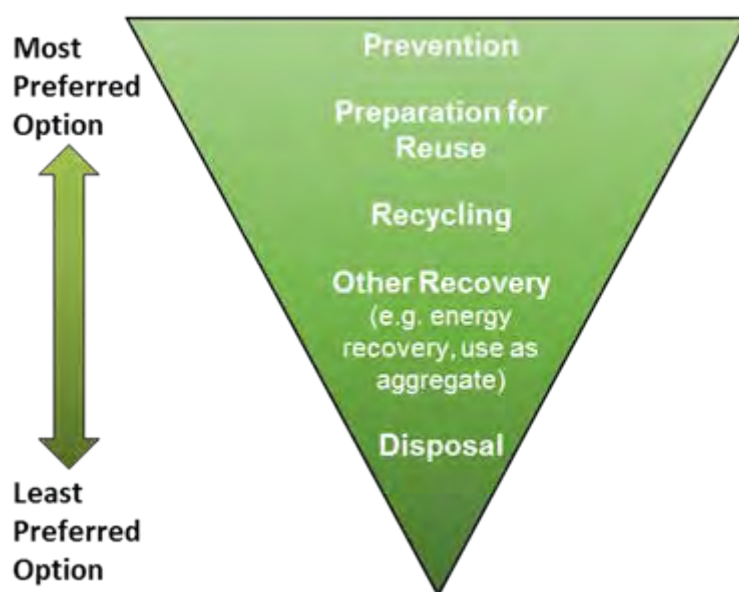 Most
Preferred
Option
Prevention
Preparation for
Reuse
Recycling
Other Recovery
(e.g. energy
recovery, use as
aggregate)
Disposal
Least
Preferred
Option